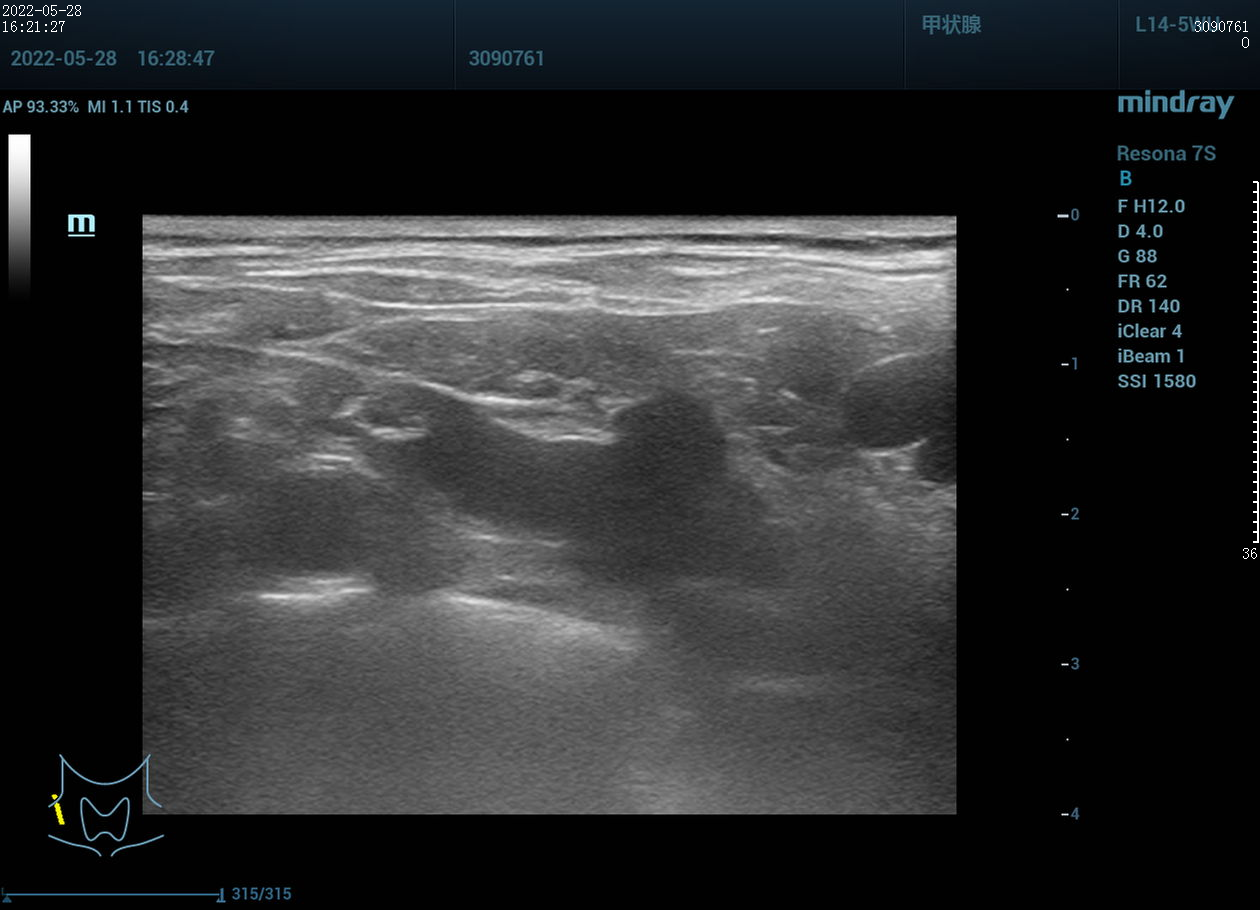 2022-05-28
16:21:27
甲状腺
L14-5W
3090761
0
2022-05-28 16:28:47
3090761
AP 93.33% MI 1.1 TIS 0.4
mindray
Resona 7S
B
F H12.0
D 4.0
G 88
FR 62
DR 140
iClear 4
iBeam 1
SSI 1580
m
0
1
2
36
3
4
315/315